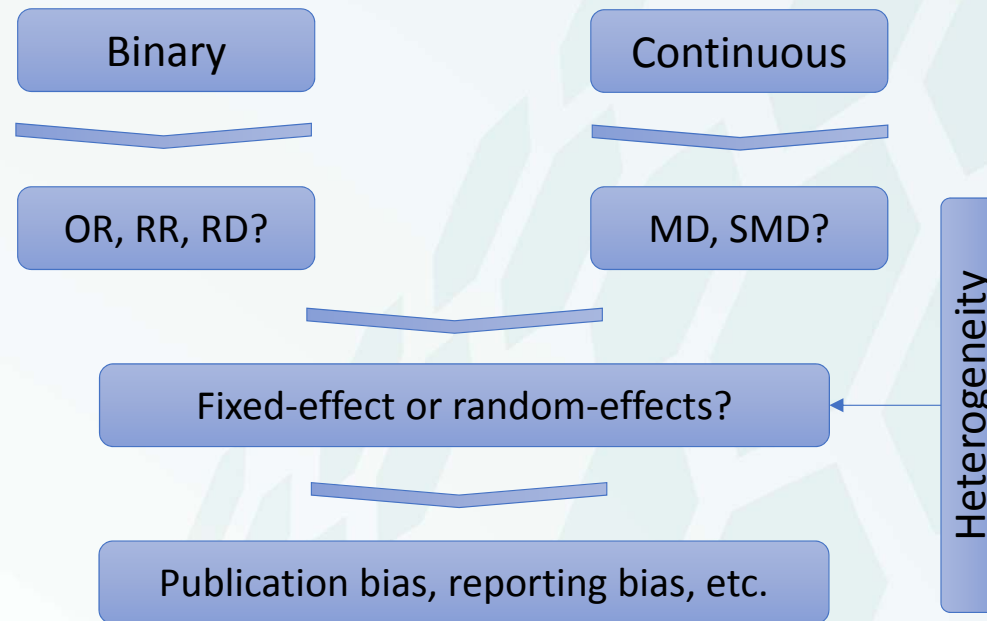 Binary
Continuous
OR, RR, RD?
MD, SMD?
Fixed-effect or random-effects?
Heterogeneity
Publication bias, reporting bias, etc.